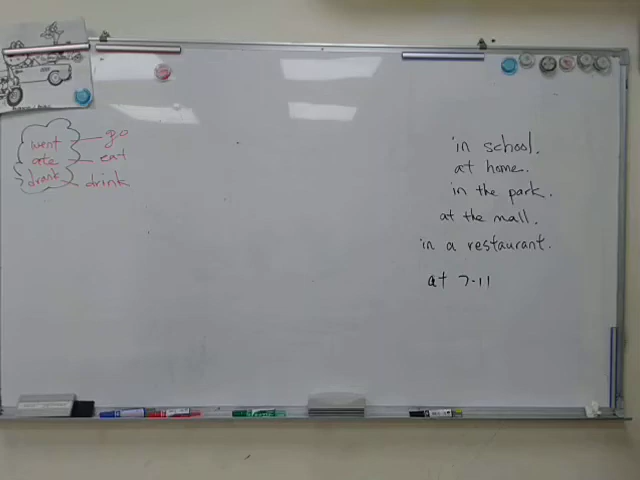 went — go
ate — eat
drank — drink
in school.
at home.
in the park.
at the mall.
in a restaurant.
at 7-11